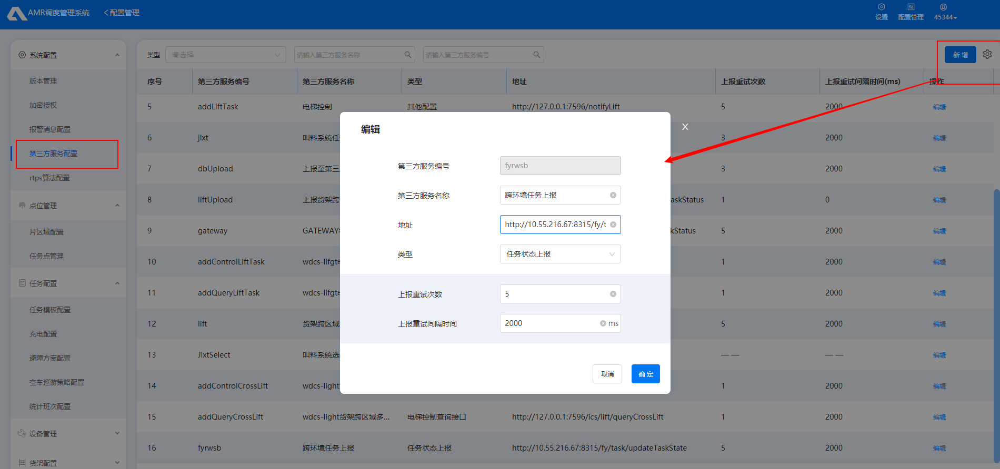 AMR调度管理系统 配置管理
设置 配置管理 45344
系统配置
版本管理
加密授权
报警消息配置
第三方服务配置
rtps算法配置
点位管理
片区域配置
任务点管理
任务配置
任务模板配置
充电配置
避障方案配置
空车巡游策略配置
统计班次配置
设备管理
货架配置
类型 请选择 请输入第三方服务名称 请输入第三方服务编号 新 增
序号 第三方服务编号 第三方服务名称 类型 地址 上报重试次数 上报重试间隔时间(ms) 操作
5 addLiftTask 电梯控制 其他配置 http://127.0.0.1:7596/notifyLift 5 2000 编辑
6 jlxt 叫料系统任 3 2000 编辑
7 dbUpload 上报至第三 3 2000 编辑
8 liftUpload 上报货架跨 askStatus 1 0 编辑
9 gateway GATEWAY kStatus 5 2000 编辑
10 addControlLiftTask wdcs-lifgt 1 2000 编辑
11 addQueryLiftTask wdcs-lifgt 1 2000 编辑
12 lift 货架跨区域 5 2000 编辑
13 JlxtSelect 叫料系统选 — — — — 编辑
14 addControlCrossLift wdcs-light 1 2000 编辑
15 addQueryCrossLift wdcs-light货架跨区域多... 电梯控制查询接口 http://127.0.0.1:7596/ics/lift/queryCrossLift 1 2000 编辑
16 fyrwsb 跨环境任务上报 任务状态上报 http://10.55.216.67:8315/fy/task/updateTaskState 5 2000 编辑
编辑 X
第三方服务编号 fyrwsb
第三方服务名称 跨环境任务上报
地址 http://10.55.216.67:8315/fy/t
类型 任务状态上报
上报重试次数 5
上报重试间隔时间 2000 ms
取消 确 定